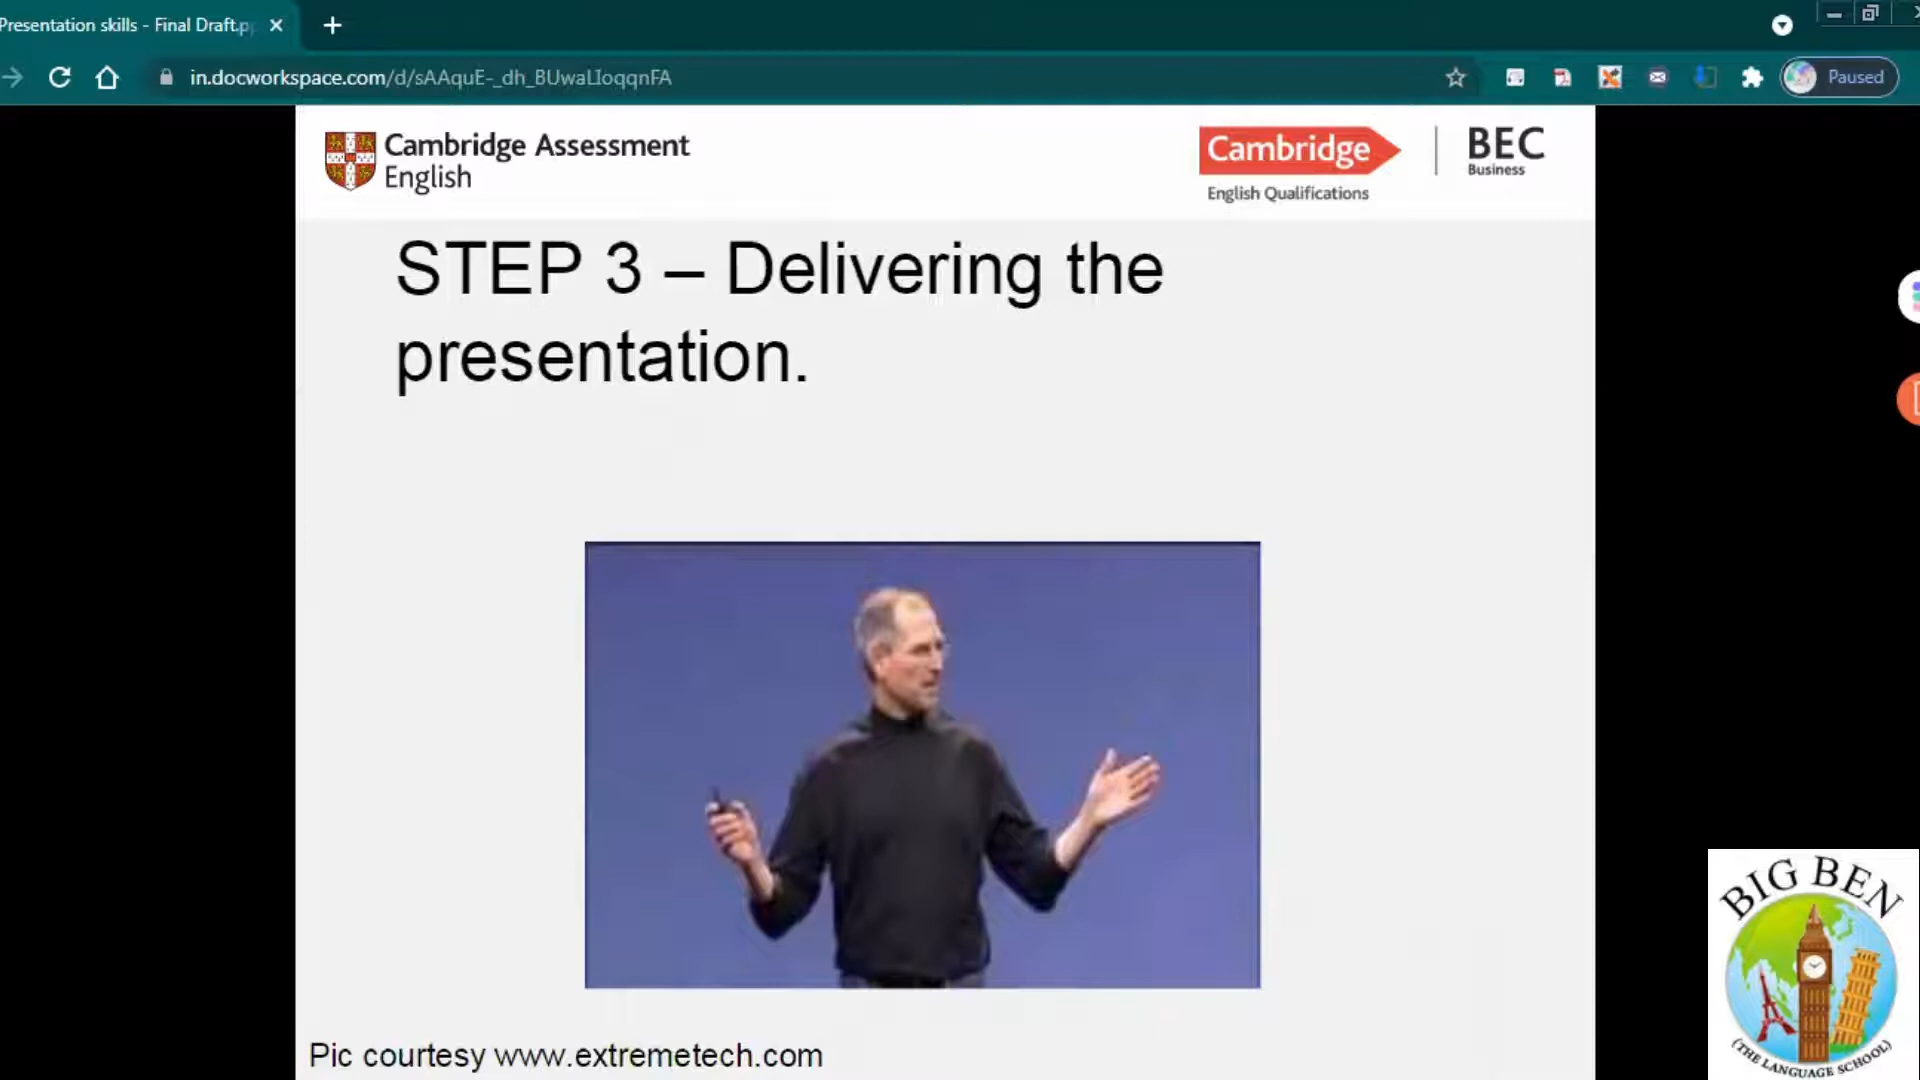 Presentation skills - Final Draft.p
in.docworkspace.com/d/sAAquE-_dh_BUwaLIoqqnFA
Paused
Cambridge Assessment
English
Cambridge
English Qualifications
BEC
Business
STEP 3 – Delivering the
presentation.
Pic courtesy www.extremetech.com
BIG BEN
(THE LANGUAGE SCHOOL)